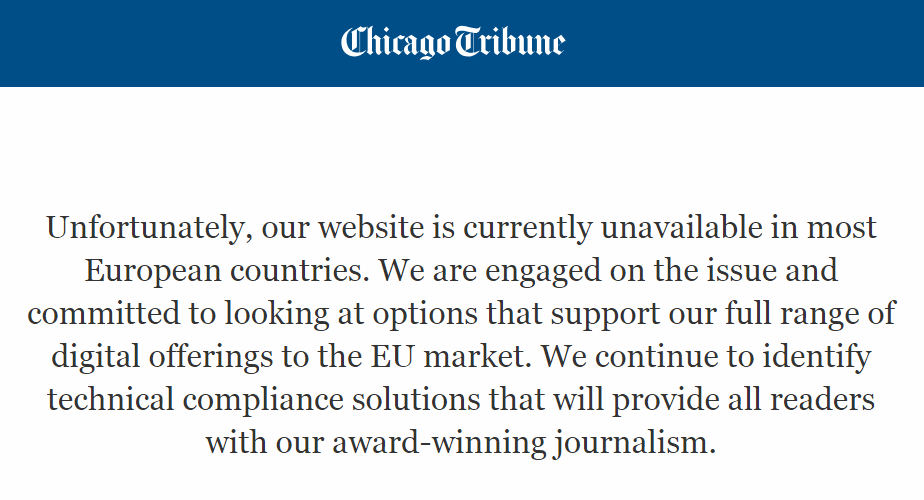 Chicago Tribune
Unfortunately, our website is currently unavailable in most
European countries. We are engaged on the issue and
committed to looking at options that support our full range of
digital offerings to the EU market. We continue to identify
technical compliance solutions that will provide all readers
with our award-winning journalism.